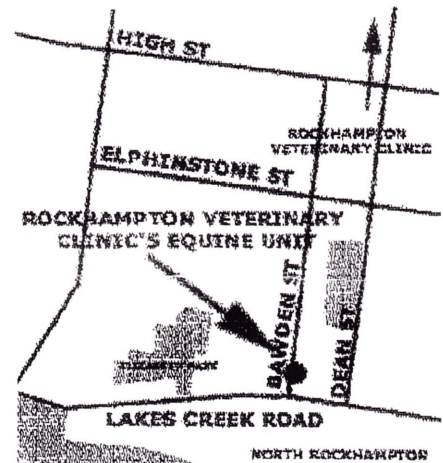 HIGH ST
ROCKHAMPTON
VETERINARY CLINIC
ELPHINSTONE ST
ROCKHAMPTON VETERINARY
CLINIC'S EQUINE UNIT
BAWDEN ST
DEAN ST
LAKES CREEK ROAD
NORTH ROCKHAMPTON